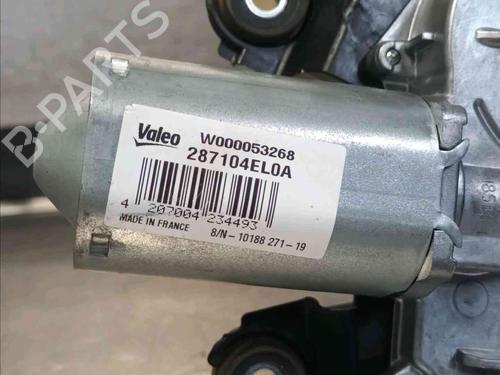 B-PARTS
Valeo W000053268
287104EL0A
4 207004 234493
MADE IN FRANCE 8/N-10188 271-19